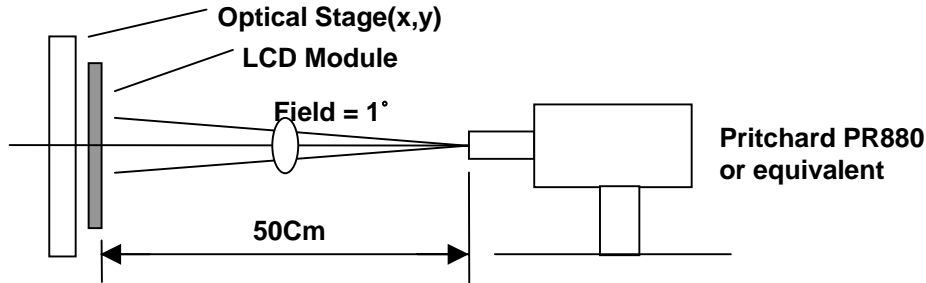 Optical Stage(x,y)
LCD Module
Field = 1˚
Pritchard PR880
or equivalent
50Cm